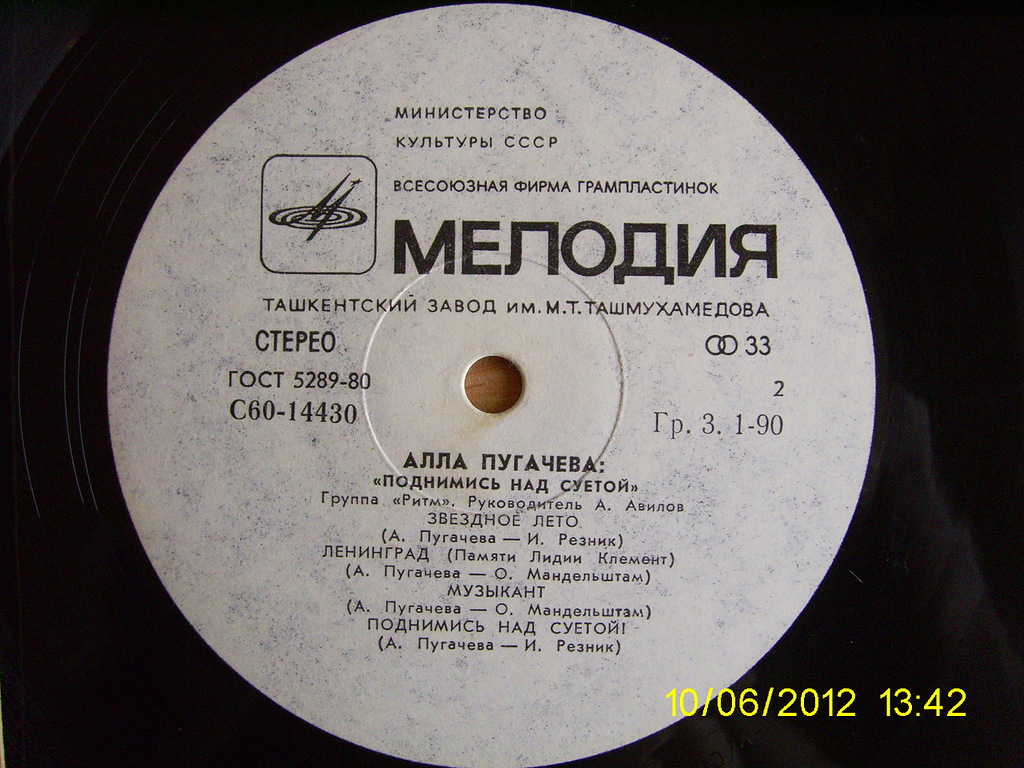 МИНИСТЕРСТВО
КУЛЬТУРЫ СССР
ВСЕСОЮЗНАЯ ФИРМА ГРАМПЛАСТИНОК
МЕЛОДИЯ
ТАШКЕНТСКИЙ ЗАВОД ИМ. М.Т. ТАШМУХАМЕДОВА
СТЕРЕО 33
ГОСТ 5289-80 2
С60-14430 Гр. 3. 1-90
АЛЛА ПУГАЧЕВА:
«ПОДНИМИСЬ НАД СУЕТОЙ»
Группа «Ритм». Руководитель А. Авилов
ЗВЕЗДНОЕ ЛЕТО
(А. Пугачева — И. Резник)
ЛЕНИНГРАД (Памяти Лидии Клемент)
(А. Пугачева — О. Мандельштам)
МУЗЫКАНТ
(А. Пугачева — О. Мандельштам)
ПОДНИМИСЬ НАД СУЕТОЙ!
(А. Пугачева — И. Резник)
10/06/2012 13:42